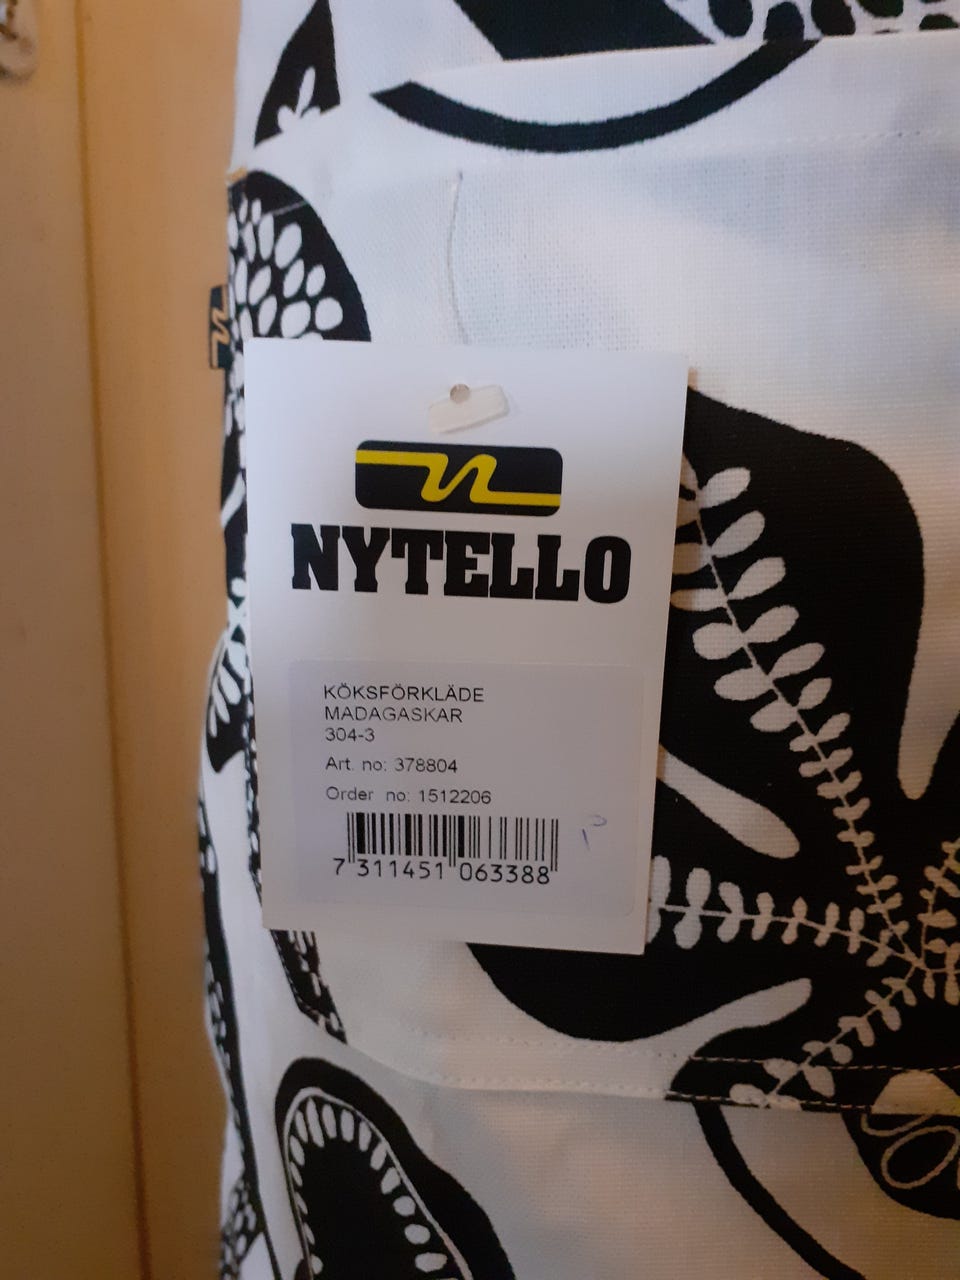 NYTELLO
KÖKSFÖRKLÄDE
MADAGASKAR
304-3
Art. no: 378804
Order no: 1512206
P
7 311451 063388